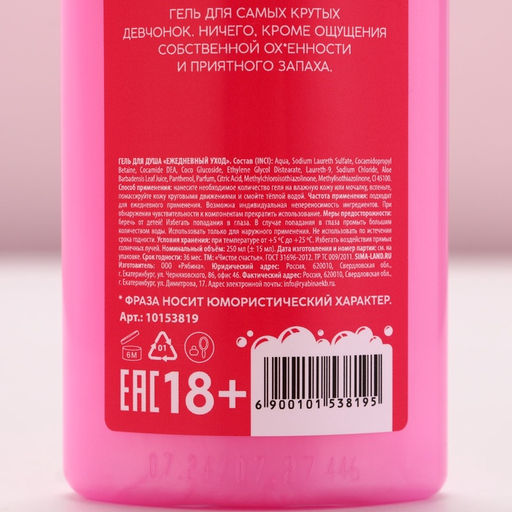 ГЕЛЬ ДЛЯ САМЫХ КРУТЫХ
ДЕВЧОНОК. НИЧЕГО, КРОМЕ ОЩУЩЕНИЯ
СОБСТВЕННОЙ ОХ*ЕННОСТИ
И ПРИЯТНОГО ЗАПАХА.
ГЕЛЬ ДЛЯ ДУША «ЕЖЕДНЕВНЫЙ УХОД». Состав (INCI): Aqua, Sodium Laureth Sulfate, Cocamidopropyl
Betaine, Cocamide DEA, Coco Glucoside, Ethylene Glycol Distearate, Laureth-9, Sodium Chloride, Aloe
Barbadensis Leaf Juice, Panthenol, Parfum, Citric Acid, Methylchloroisothiazolinone, Methylisothiazolinone, CI 45100.
Способ применения: нанесите необходимое количество геля на влажную кожу или мочалку, вспеньте,
помассируйте кожу круговыми движениями и смойте тёплой водой. Частота применения: подходит для
ежедневного применения. Возможна индивидуальная непереносимость ингредиентов. При
обнаружении чувствительности к компонентам прекратить использование. Меры предосторожности:
беречь от детей! Избегать попадания в глаза. В случае попадания в глаза промыть большим
количеством воды. Использовать только для наружного применения. Не использовать по истечении
срока годности. Условия хранения: при температуре от +5 °С до +25 °С. Избегать воздействия прямых
солнечных лучей. Номинальный объём: 250 мл (± 15 мл). Дата изготовления и номер партии: см. на
упаковке. Срок годности: 36 мес. ТМ: «Чистое счастье». ГОСТ 31696-2012. ТР ТС 009/2011. SIMA-LAND.RU
Изготовитель: ООО «Рябина». Юридический адрес: Россия, 620010, Свердловская обл.,
г. Екатеринбург, ул. Черняховского, 86, офис 46. Фактический адрес: Россия, 620010, Свердловская обл.,
г. Екатеринбург, ул. Димитрова, 17. Адрес электронной почты: info@ryabinaekb.ru
* ФРАЗА НОСИТ ЮМОРИСТИЧЕСКИЙ ХАРАКТЕР.
Арт.: 10153819
6М
01
EAC 18+
6 900101 538195
07.24/07.27 446